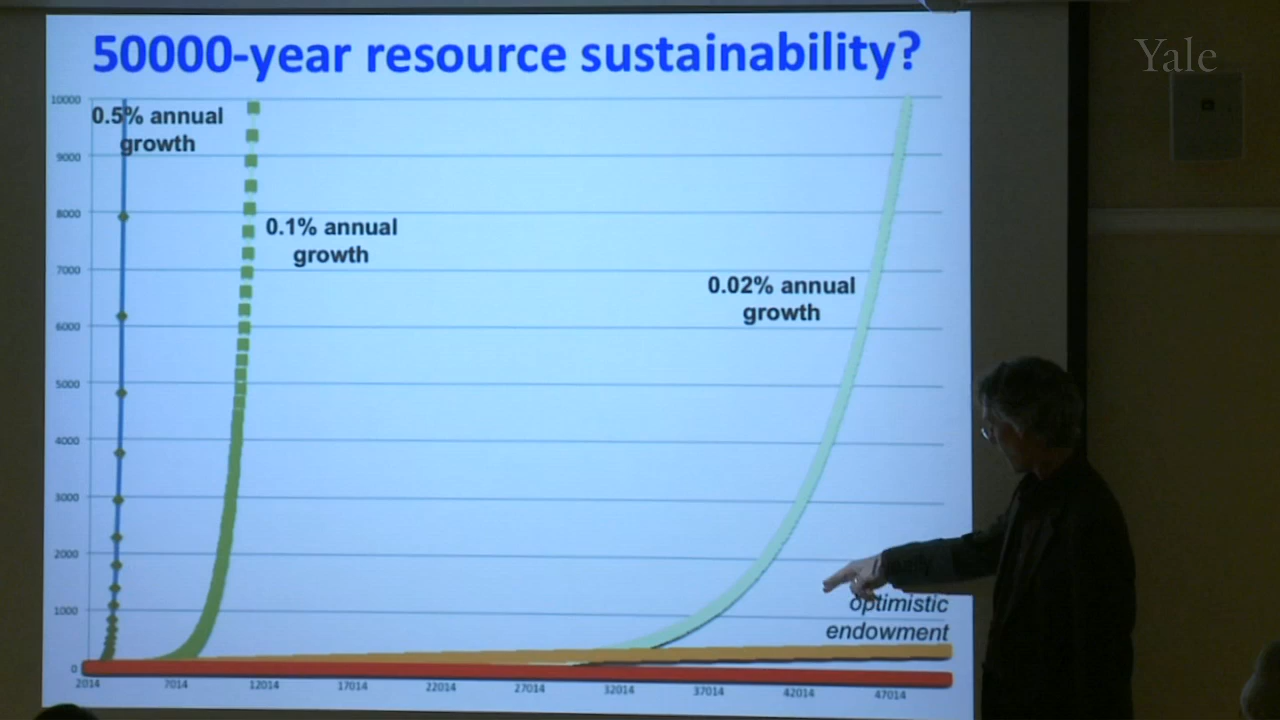 50000-year resource sustainability?
Yale
10000
0.5% annual
growth
9000
8000
0.1% annual
growth
7000
0.02% annual
growth
6000
5000
4000
3000
2000
1000
optimistic
endowment
0
2014 7014 12014 17014 22014 27014 32014 37014 42014 47014